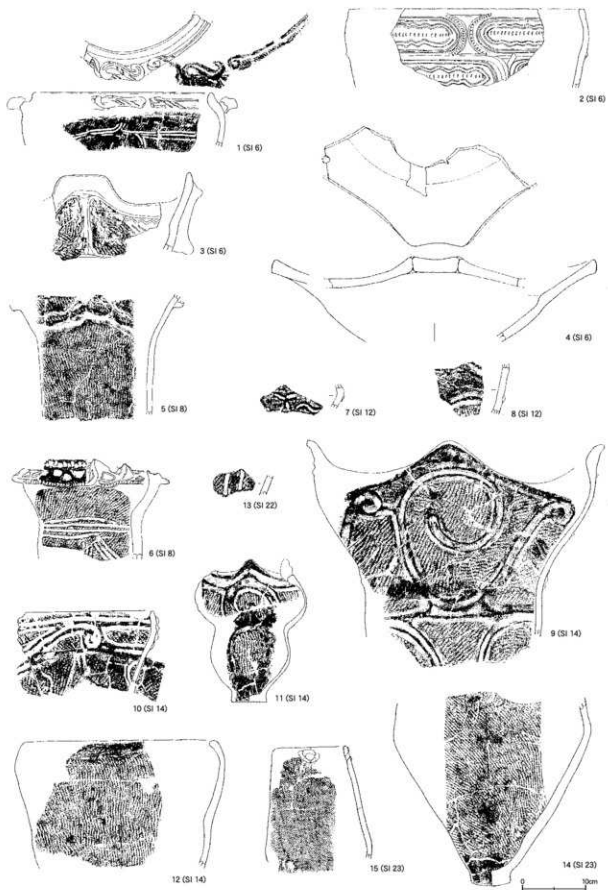 1 (SI 6)
2 (SI 6)
3 (SI 6)
4 (SI 6)
5 (SI 8)
7 (SI 12)
8 (SI 12)
6 (SI 8)
13 (SI 22)
9 (SI 14)
10 (SI 14)
11 (SI 14)
12 (SI 14)
15 (SI 23)
14 (SI 23)
0 10cm